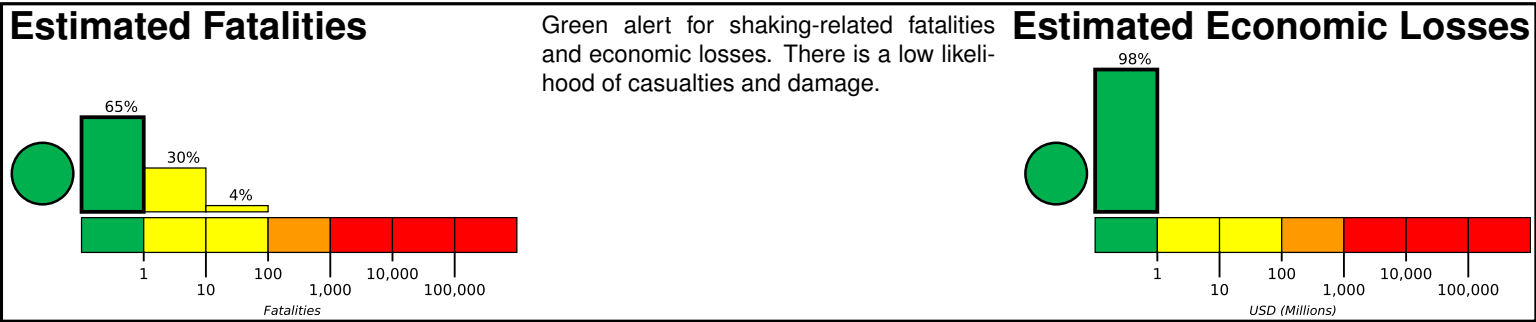 Estimated Fatalities
65%
30%
4%
1
10
100
1,000
10,000
100,000
Fatalities
Green alert for shaking-related fatalities
and economic losses. There is a low likeli-
hood of casualties and damage.
Estimated Economic Losses
98%
1
10
100
1,000
10,000
100,000
USD (Millions)